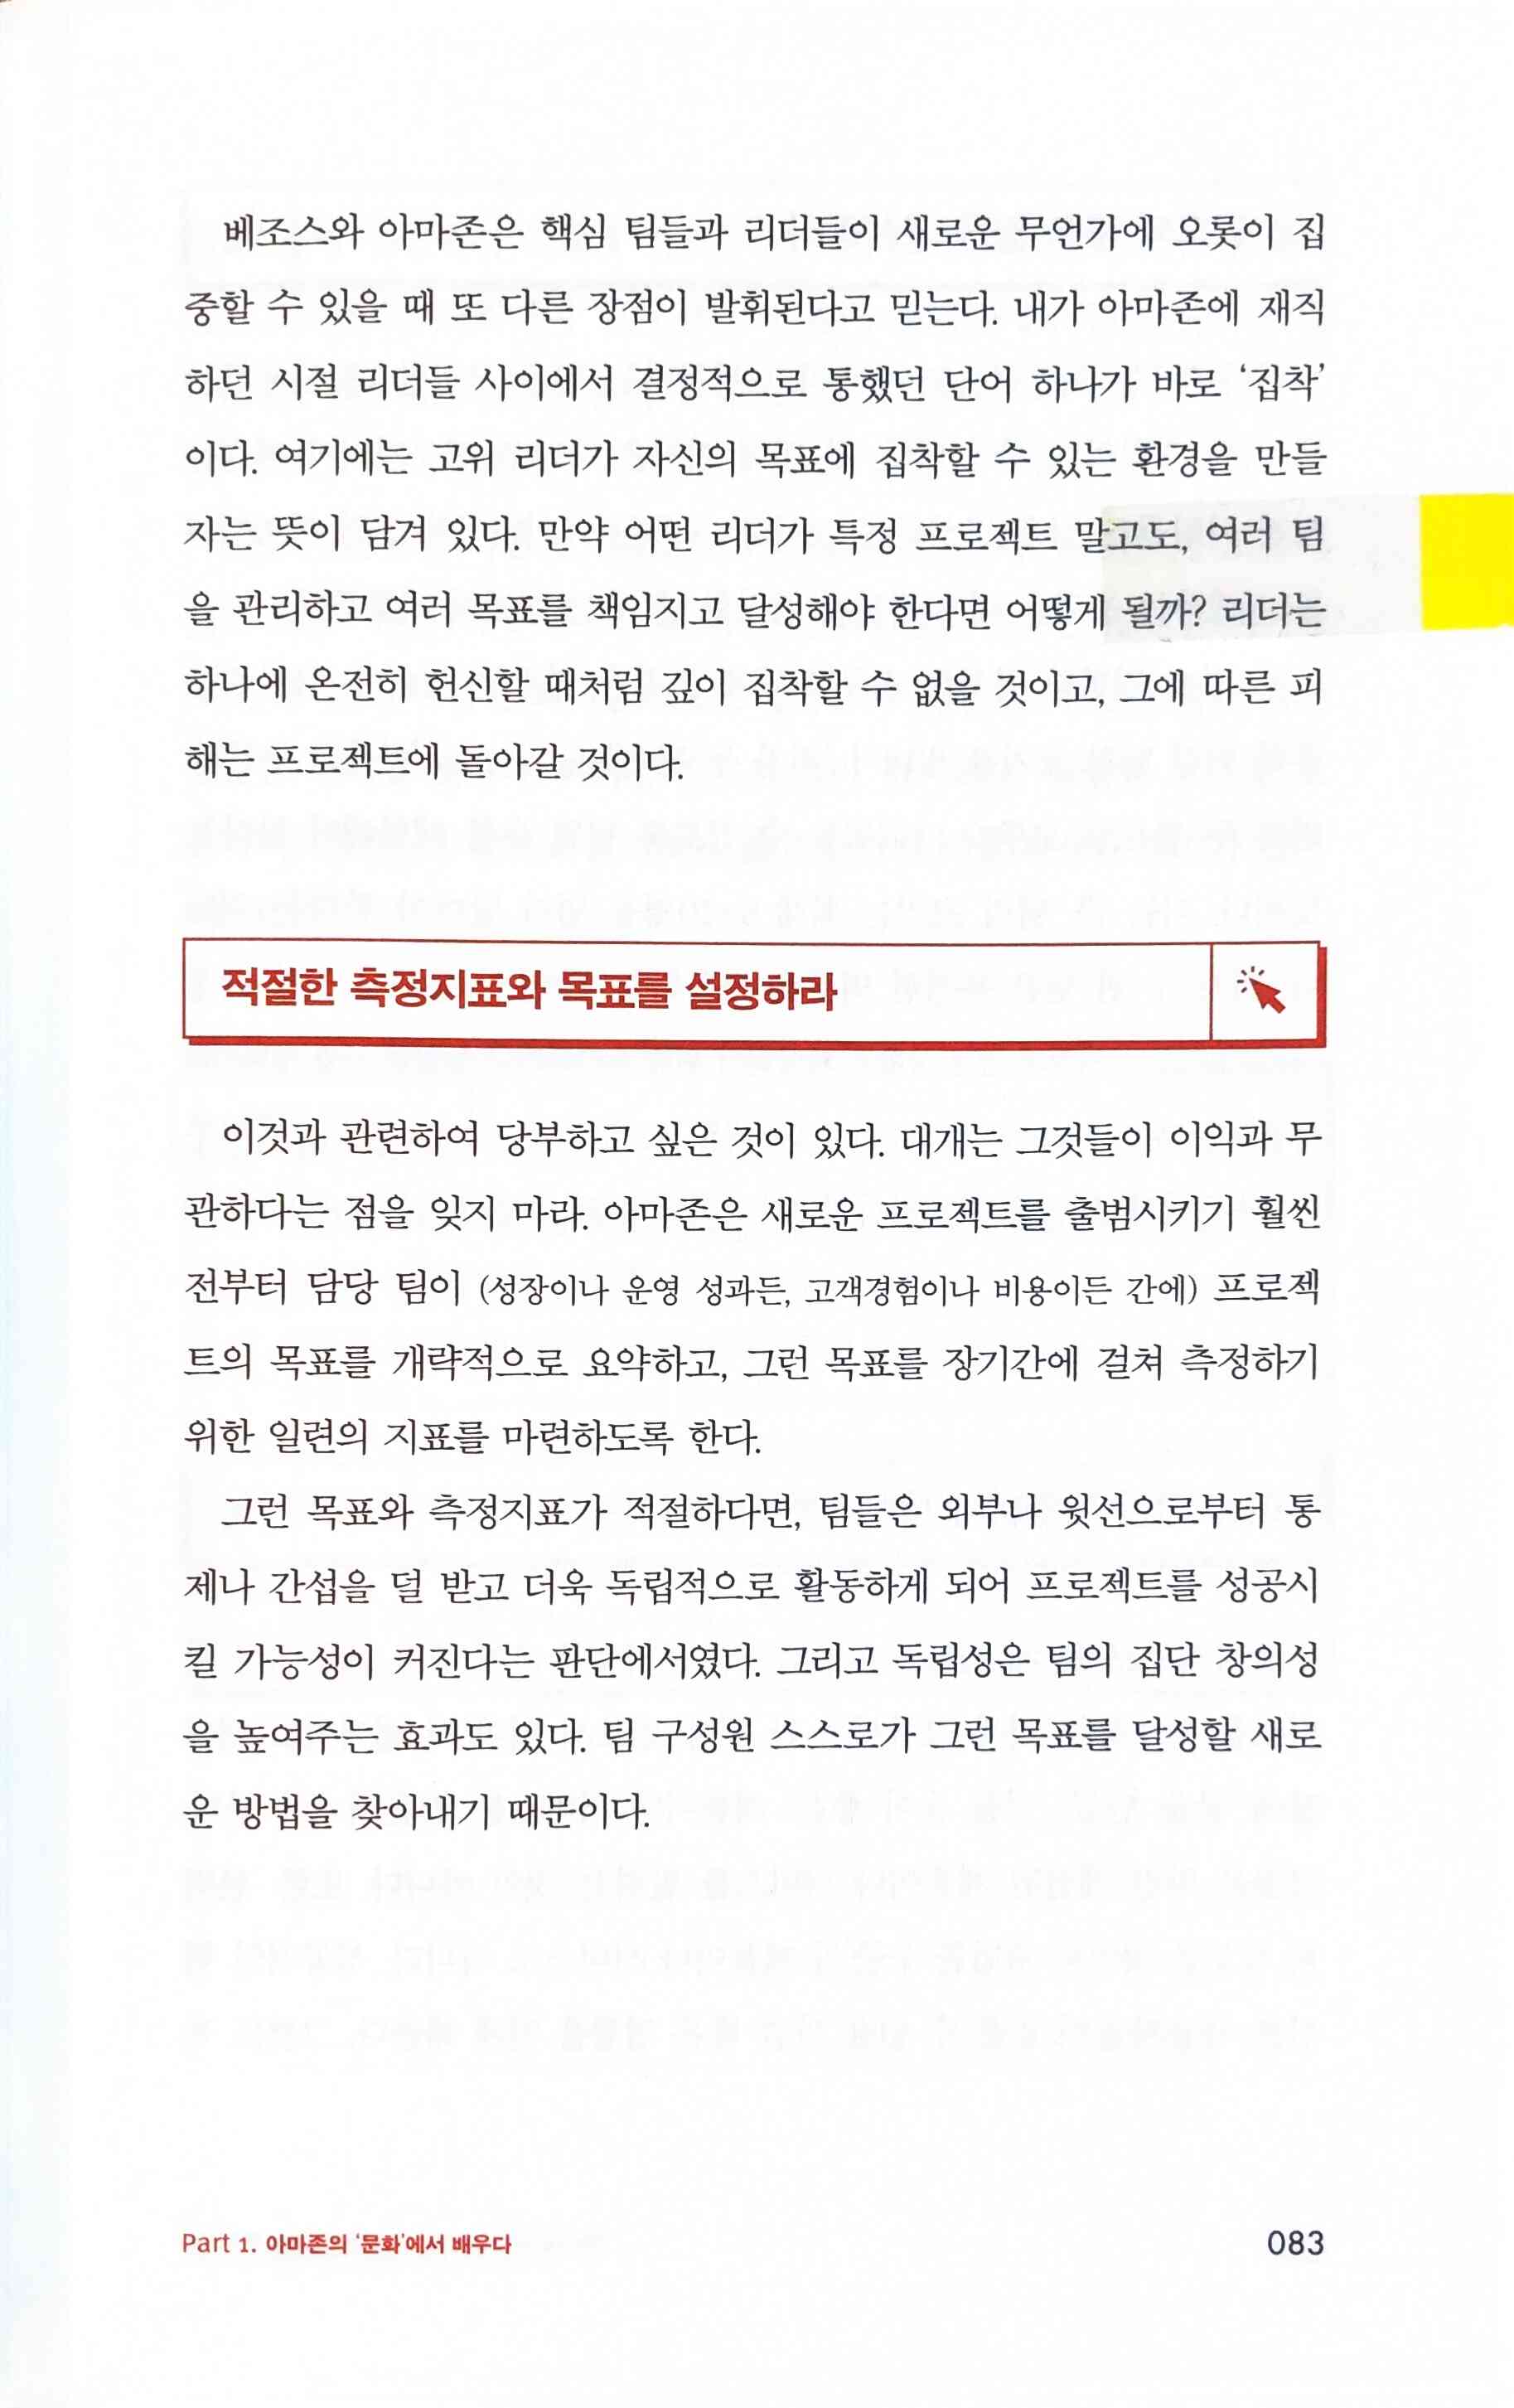 베조스와 아마존은 핵심 팀들과 리더들이 새로운 무언가에 오롯이 집
중할 수 있을 때 또 다른 장점이 발휘된다고 믿는다. 내가 아마존에 재직
하던 시절 리더들 사이에서 결정적으로 통했던 단어 하나가 바로 ‘집착’
이다. 여기에는 고위 리더가 자신의 목표에 집착할 수 있는 환경을 만들
자는 뜻이 담겨 있다. 만약 어떤 리더가 특정 프로젝트 말고도, 여러 팀
을 관리하고 여러 목표를 책임지고 달성해야 한다면 어떻게 될까? 리더는
하나에 온전히 헌신할 때처럼 깊이 집착할 수 없을 것이고, 그에 따른 피
해는 프로젝트에 돌아갈 것이다.
적절한 측정지표와 목표를 설정하라
이것과 관련하여 당부하고 싶은 것이 있다. 대개는 그것들이 이익과 무
관하다는 점을 잊지 마라. 아마존은 새로운 프로젝트를 출범시키기 훨씬
전부터 담당 팀이 (성장이나 운영 성과든, 고객경험이나 비용이든 간에) 프로젝
트의 목표를 개략적으로 요약하고, 그런 목표를 장기간에 걸쳐 측정하기
위한 일련의 지표를 마련하도록 한다.
그런 목표와 측정지표가 적절하다면, 팀들은 외부나 윗선으로부터 통
제나 간섭을 덜 받고 더욱 독립적으로 활동하게 되어 프로젝트를 성공시
킬 가능성이 커진다는 판단에서였다. 그리고 독립성은 팀의 집단 창의성
을 높여주는 효과도 있다. 팀 구성원 스스로가 그런 목표를 달성할 새로
운 방법을 찾아내기 때문이다.
Part 1. 아마존의 ‘문화’에서 배우다
083